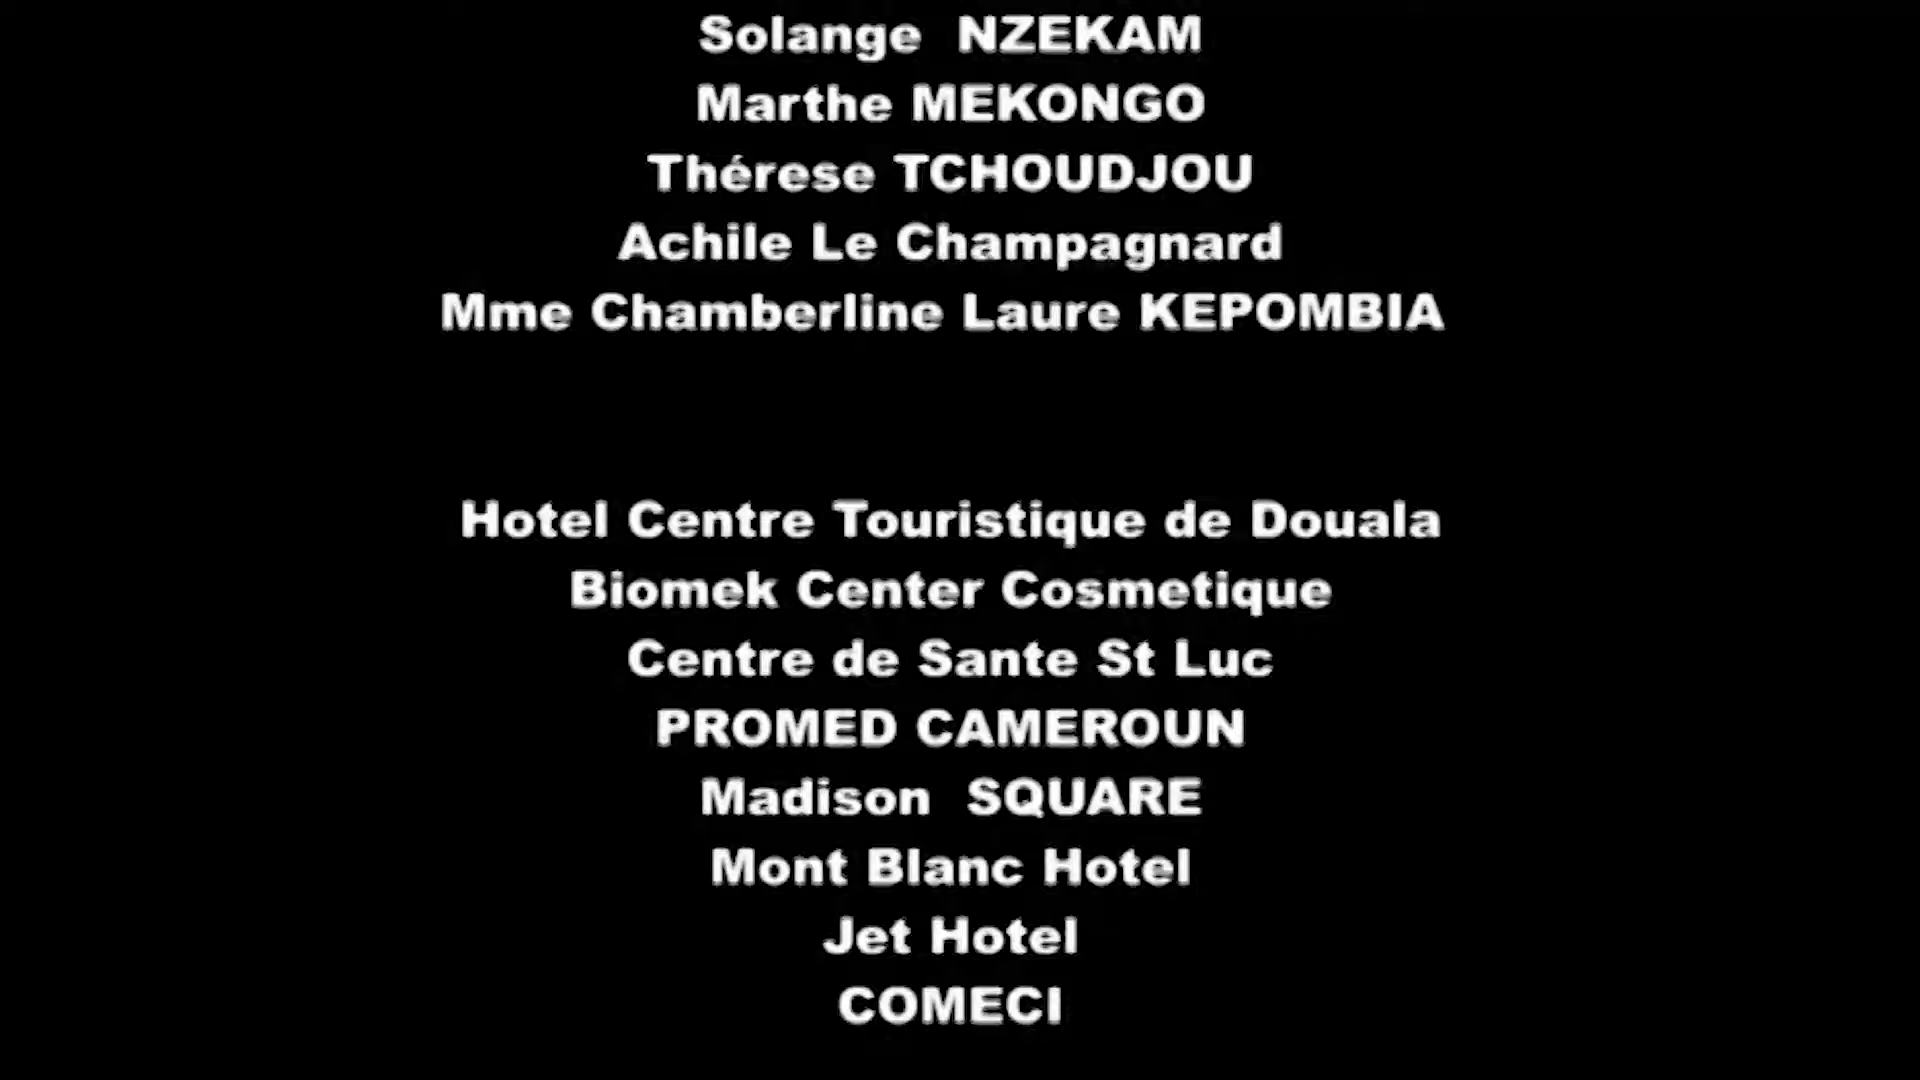 Solange  NZEKAM
Marthe MEKONGO
Thérese TCHOUDJOU
Achile Le Champagnard
Mme Chamberline Laure KEPOMBIA
Hotel Centre Touristique de Douala
Biomek Center Cosmetique
Centre de Sante St Luc
PROMED CAMEROUN
Madison  SQUARE
Mont Blanc Hotel
Jet Hotel
COMECI